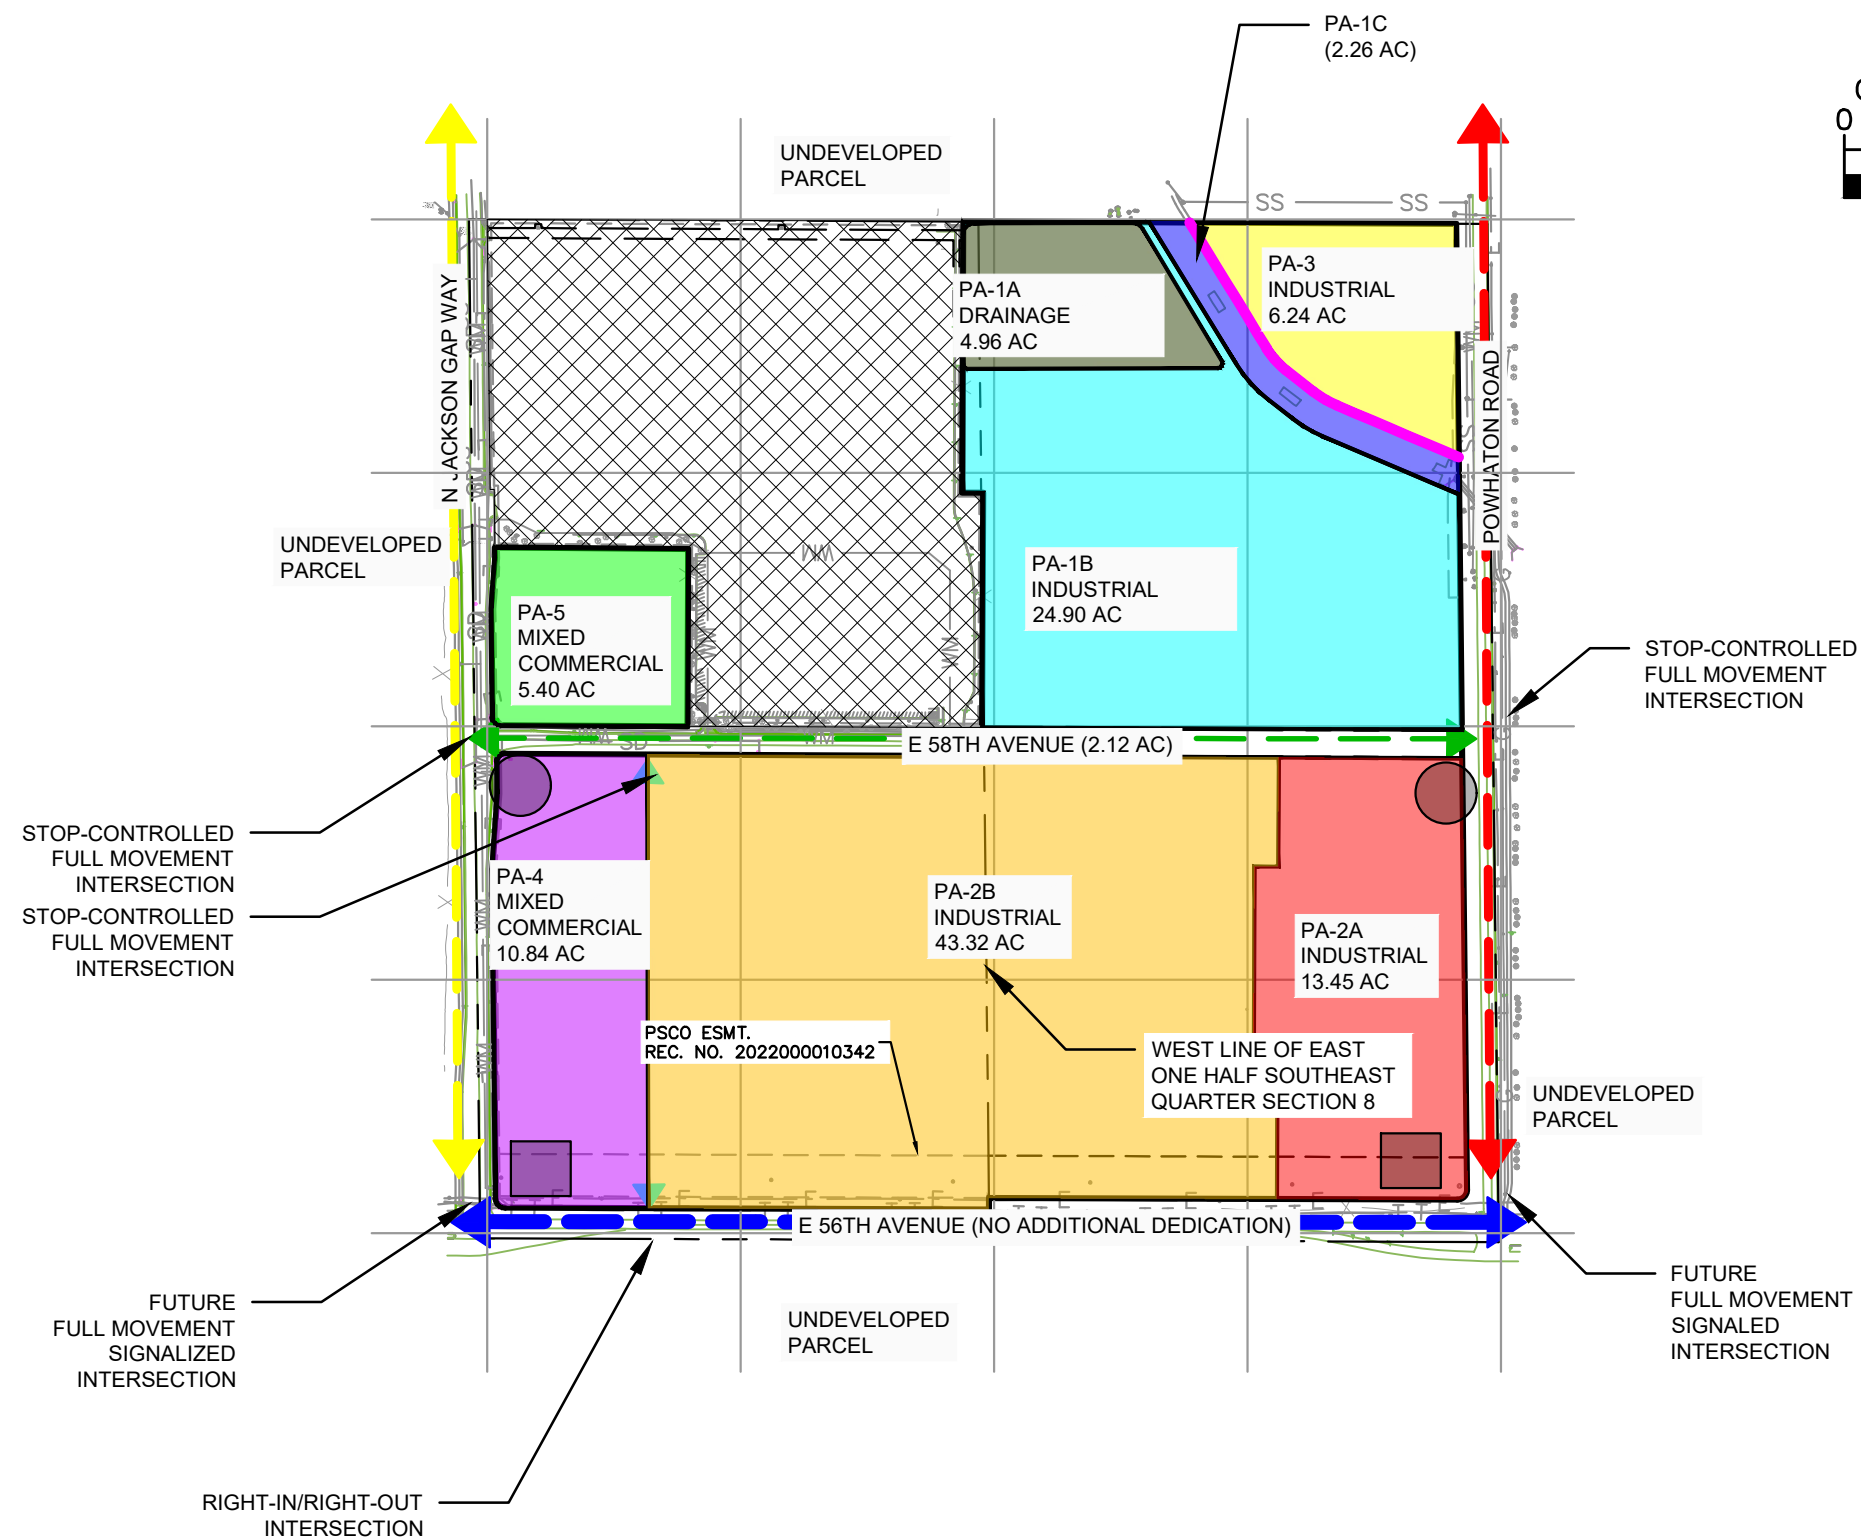 PA-1C
(2.26 AC)
0
UNDEVELOPED
PARCEL
SS
SS
PA-3
INDUSTRIAL
6.24 AC
PA-1A
DRAINAGE
4.96 AC
N JACKSON GAP WAY
POWHATON ROAD
UNDEVELOPED
PARCEL
WM
PA-1B
INDUSTRIAL
24.90 AC
PA-5
MIXED
COMMERCIAL
5.40 AC
STOP-CONTROLLED
FULL MOVEMENT
INTERSECTION
WM
SD
WM
E 58TH AVENUE (2.12 AC)
STOP-CONTROLLED
FULL MOVEMENT
INTERSECTION
STOP-CONTROLLED
FULL MOVEMENT
INTERSECTION
PA-4
MIXED
COMMERCIAL
10.84 AC
PA-2B
INDUSTRIAL
43.32 AC
PA-2A
INDUSTRIAL
13.45 AC
PSCO ESMT.
REC. NO. 2022000010342
WEST LINE OF EAST
ONE HALF SOUTHEAST
QUARTER SECTION 8
UNDEVELOPED
PARCEL
E 56TH AVENUE (NO ADDITIONAL DEDICATION)
FUTURE
FULL MOVEMENT
SIGNALIZED
INTERSECTION
UNDEVELOPED
PARCEL
FUTURE
FULL MOVEMENT
SIGNALED
INTERSECTION
RIGHT-IN/RIGHT-OUT
INTERSECTION